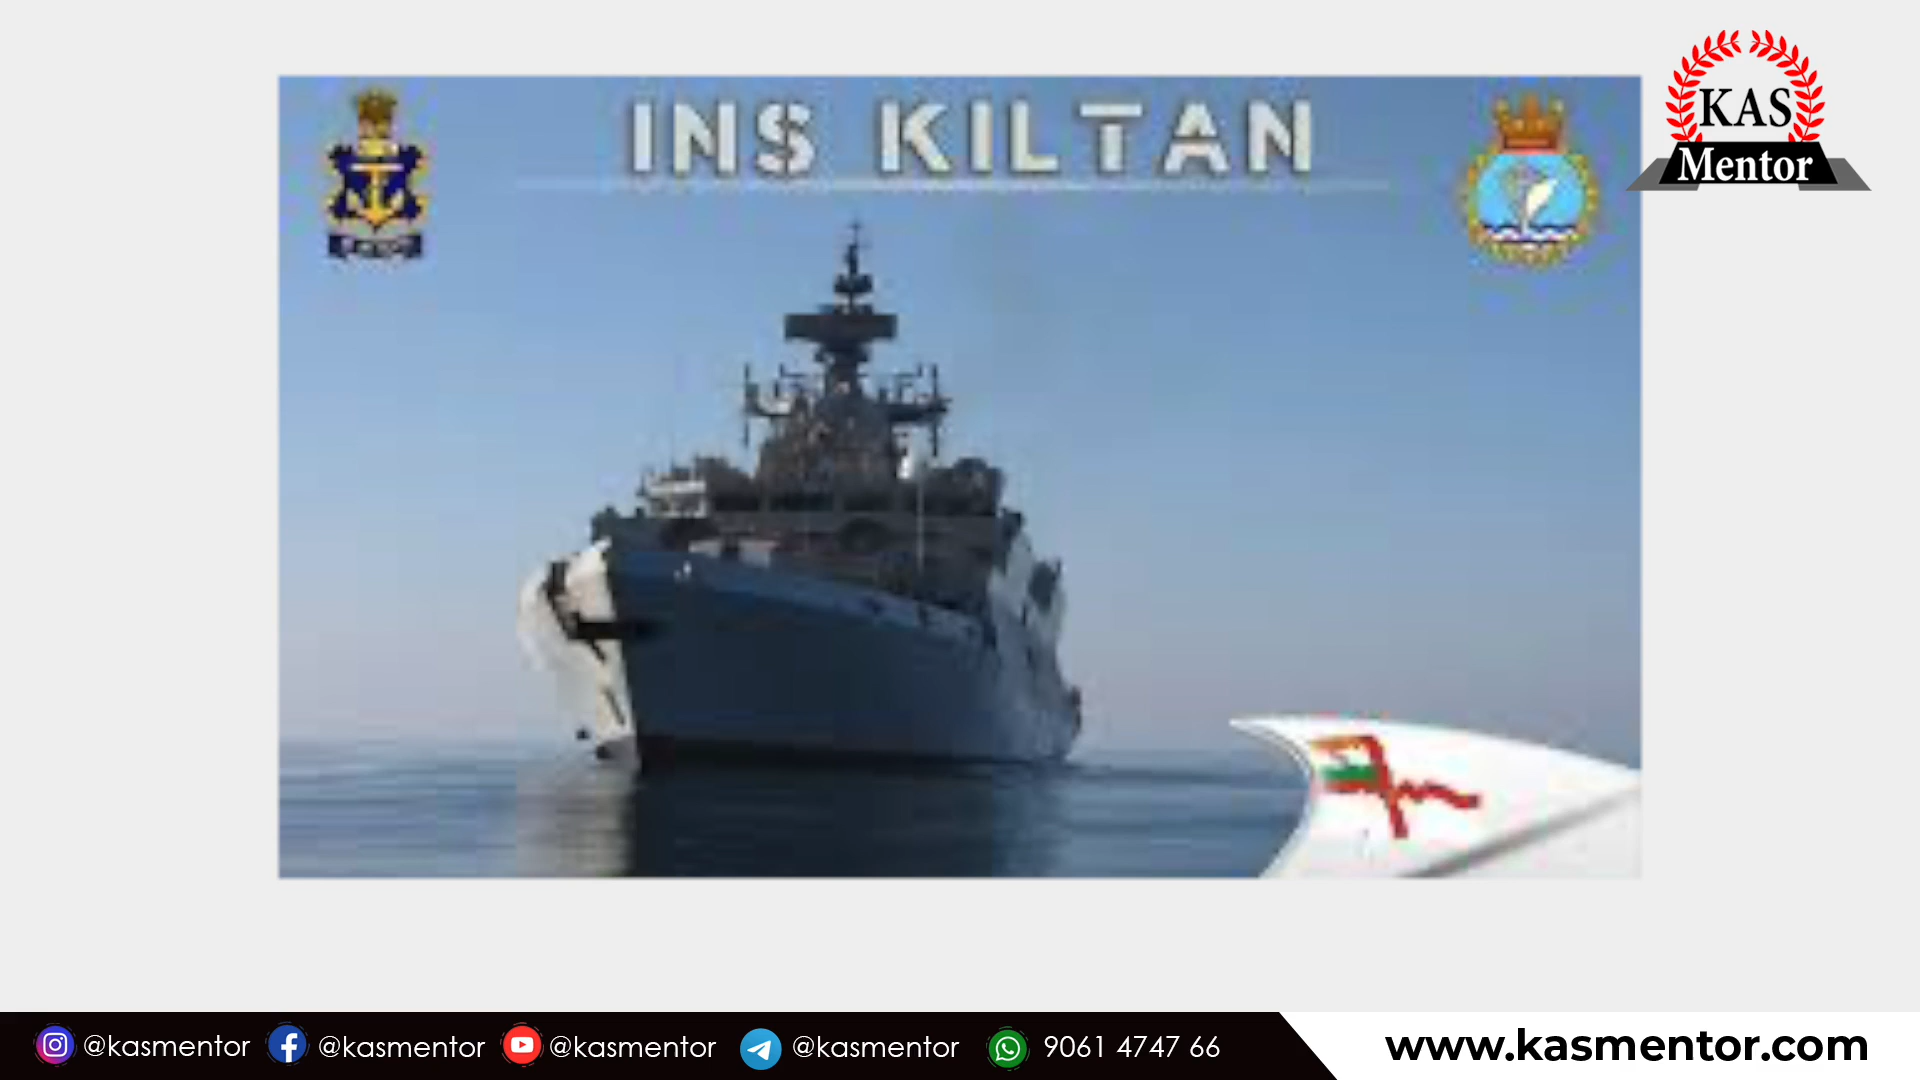 INS KILTAN
KAS
Mentor
@kasmentor
@kasmentor
@kasmentor
@kasmentor
9061 4747 66
www.kasmentor.com